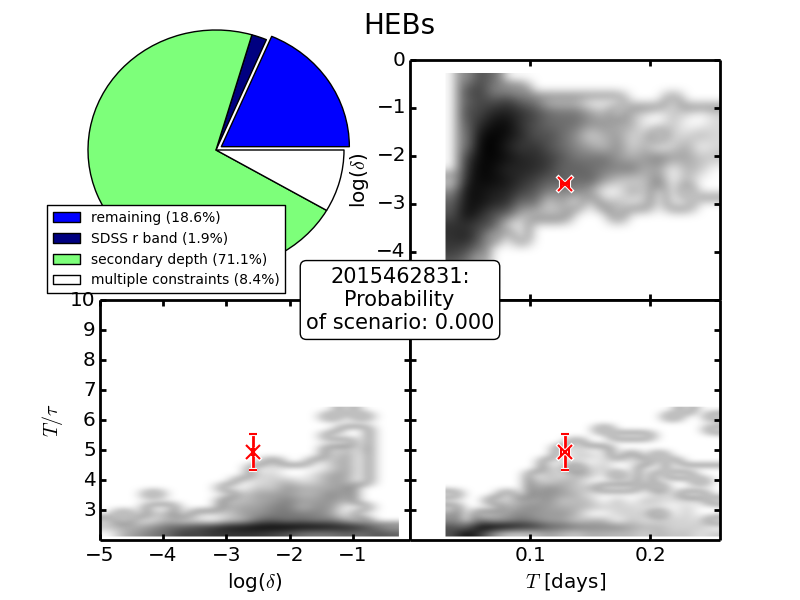 HEBs
remaining (18.6%)
SDSS r band (1.9%)
secondary depth (71.1%)
multiple constraints (8.4%)
0
−1
−2
−3
−4
log(δ)
2015462831:
Probability
of scenario: 0.000
10
9
8
7
6
5
4
3
T/τ
−5 −4 −3 −2 −1
log(δ)
0.1 0.2
T [days]